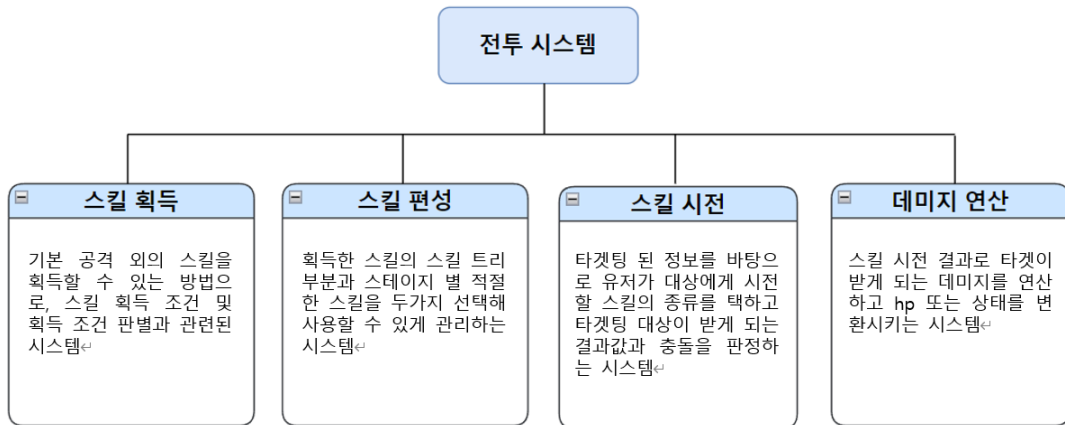 전투 시스템
스킬 획득
기본 공격 외의 스킬을
획득할 수 있는 방법으
로, 스킬 획득 조건 및
획득 조건 판별과 관련된
시스템↵
스킬 편성
획득한 스킬의 스킬 트리
부분과 스테이지 별 적절
한 스킬을 두가지 선택해
사용할 수 있게 관리하는
시스템↵
스킬 시전
타겟팅 된 정보를 바탕으
로 유저가 대상에게 시전
할 스킬의 종류를 택하고
타겟팅 대상이 받게 되는
결과값과 충돌을 판정하
는 시스템↵
데미지 연산
스킬 시전 결과로 타겟이
받게 되는 데미지를 연산
하고 hp 또는 상태를 변
환시키는 시스템↵